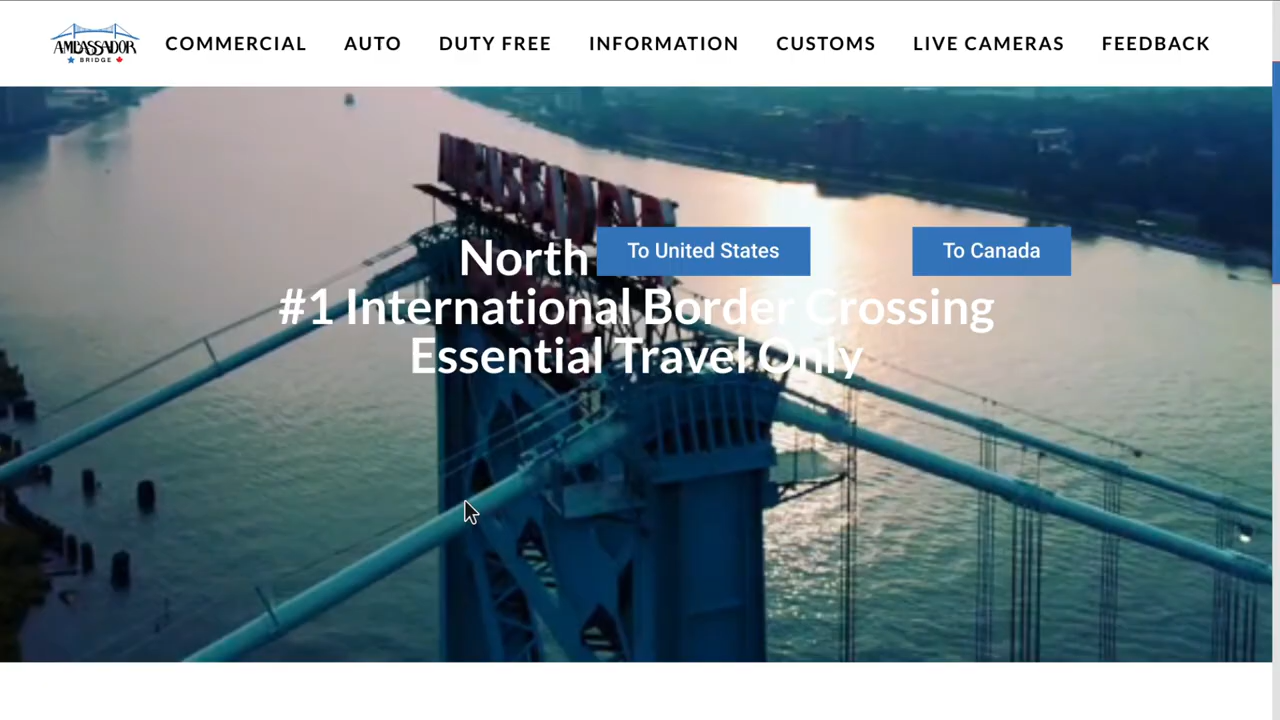 AMBASSADOR
BRIDGE
COMMERCIAL AUTO DUTY FREE INFORMATION CUSTOMS LIVE CAMERAS FEEDBACK
AMBASSADOR
To United States To Canada
North
#1 International Border Crossing
Essential Travel Only